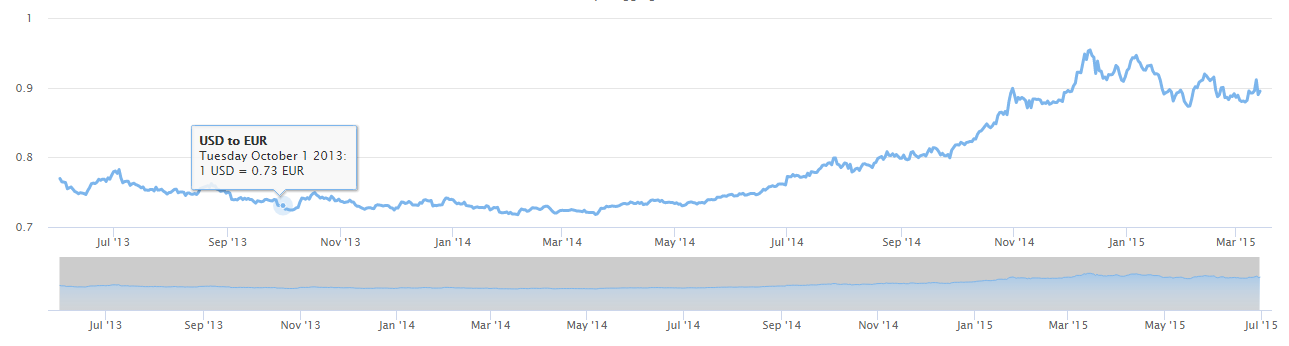 1
0.9
USD to EUR
Tuesday October 1 2013:
1 USD = 0.73 EUR
0.8
0.7
Jul '13 Sep '13 Nov '13 Jan '14 Mar '14 May '14 Jul '14 Sep '14 Nov '14 Jan '15 Mar '15
Jul '13 Sep '13 Nov '13 Jan '14 Mar '14 May '14 Jul '14 Sep '14 Nov '14 Jan '15 Mar '15 May '15 Jul '15